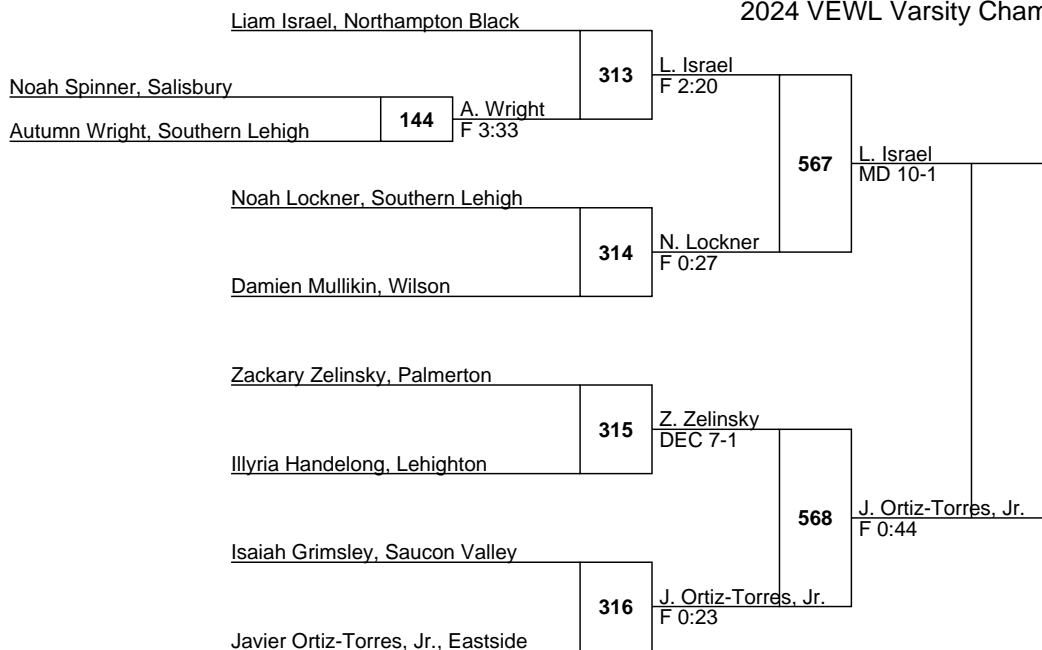 2024 VEWL Varsity Cham
Liam Israel, Northampton Black
313
L. Israel
F 2:20
Noah Spinner, Salisbury
144
A. Wright
F 3:33
Autumn Wright, Southern Lehigh
567
L. Israel
MD 10-1
Noah Lockner, Southern Lehigh
314
N. Lockner
F 0:27
Damien Mullikin, Wilson
Zackary Zelinsky, Palmerton
315
Z. Zelinsky
DEC 7-1
Illyria Handelong, Lehighton
568
J. Ortiz-Torres, Jr.
F 0:44
Isaiah Grimsley, Saucon Valley
316
J. Ortiz-Torres, Jr.
F 0:23
Javier Ortiz-Torres, Jr., Eastside